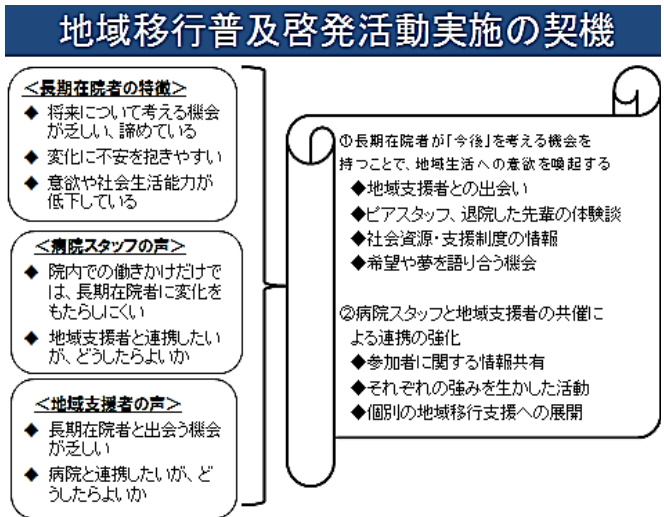 地域移行普及啓発活動実施の契機
＜長期在院者の特徴＞
◆ 将来について考える機会
が乏しい、諦めている
◆ 変化に不安を抱きやすい
◆ 意欲や社会生活能力が
低下している
＜病院スタッフの声＞
◆ 院内での働きかけだけで
は、長期在院者に変化を
もたらしにくい
◆ 地域支援者と連携したい
が、どうしたらよいか
＜地域支援者の声＞
◆ 長期在院者と出会う機会
が乏しい
◆ 病院と連携したいが、ど
うしたらよいか
①長期在院者が「今後」を考える機会を
持つことで、地域生活への意欲を喚起する
◆地域支援者との出会い
◆ピアスタッフ、退院した先輩の体験談
◆社会資源・支援制度の情報
◆希望や夢を語り合う機会
②病院スタッフと地域支援者の共催に
よる連携の強化
◆参加者に関する情報共有
◆それぞれの強みを生かした活動
◆個別の地域移行支援への展開